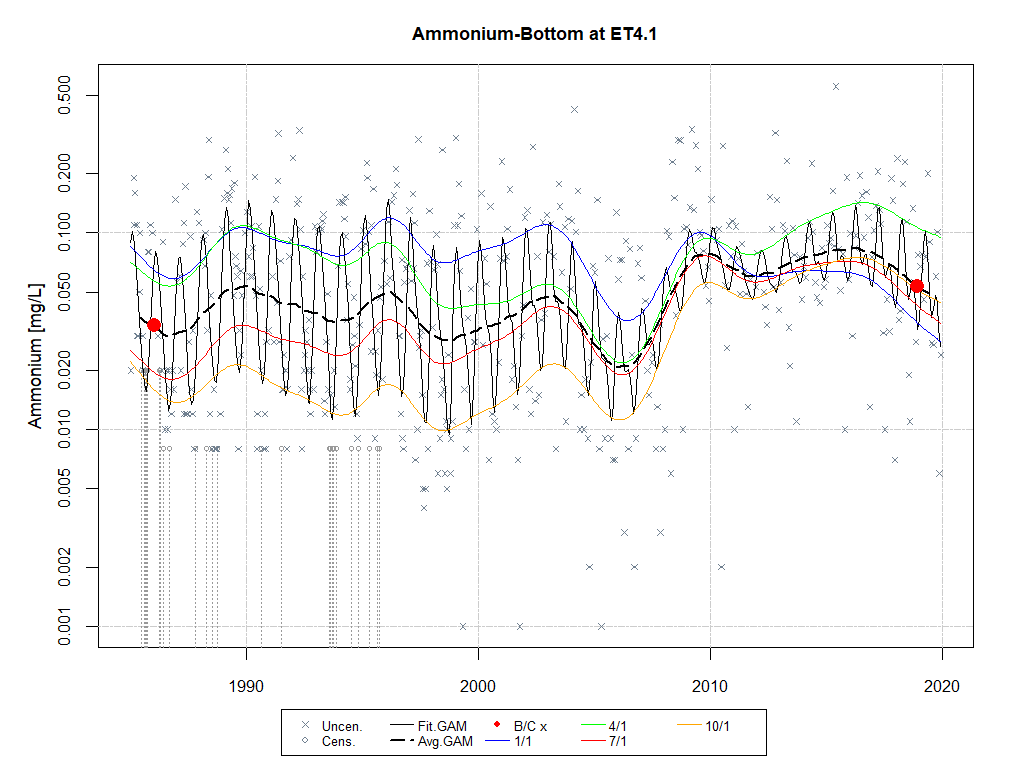 Ammonium-Bottom at ET4.1
Ammonium [mg/L]
0.500
0.200
0.100
0.050
0.020
0.010
0.005
0.002
0.001
1990 2000 2010 2020
Uncen. Fit.GAM B/C x 4/1 10/1
Cens. Avg.GAM 1/1 7/1